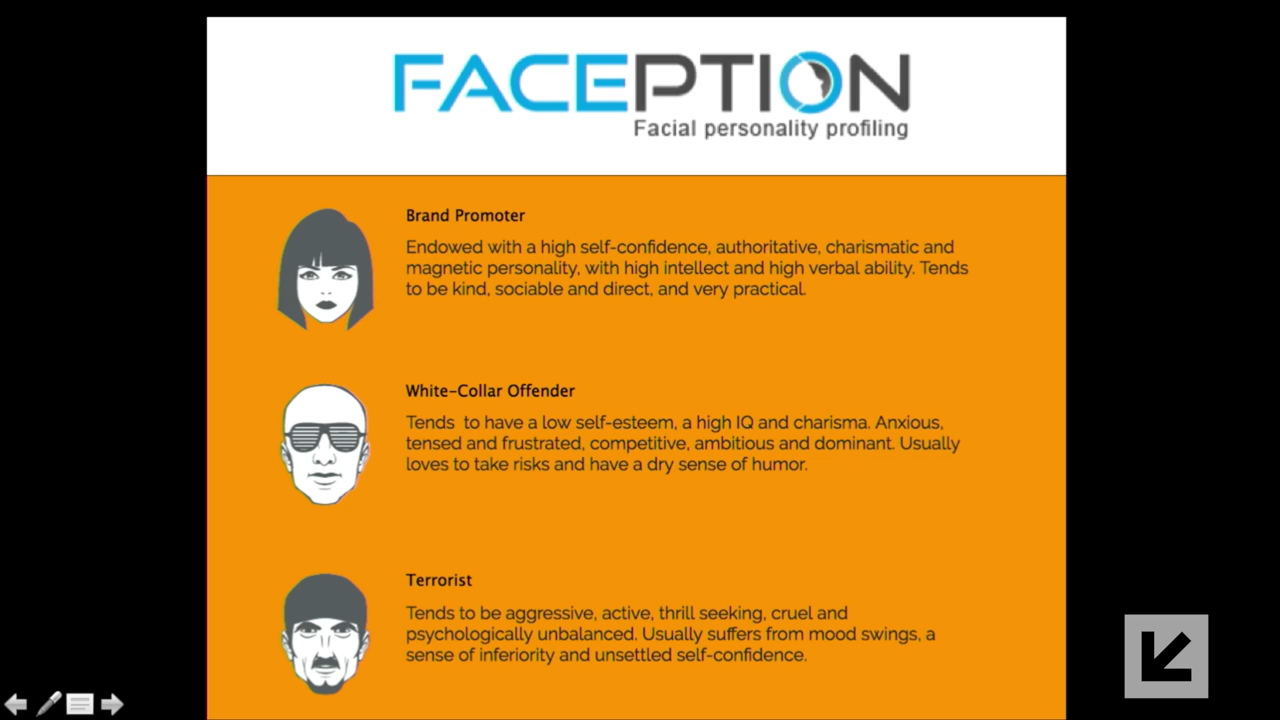 FACEPTION
Facial personality profiling
Brand Promoter
Endowed with a high self-confidence, authoritative, charismatic and
magnetic personality, with high intellect and high verbal ability. Tends
to be kind, sociable and direct, and very practical.
White-Collar Offender
Tends to have a low self-esteem, a high IQ and charisma. Anxious,
tensed and frustrated, competitive, ambitious and dominant. Usually
loves to take risks and have a dry sense of humor.
Terrorist
Tends to be aggressive, active, thrill seeking, cruel and
psychologically unbalanced. Usually suffers from mood swings, a
sense of inferiority and unsettled self-confidence.